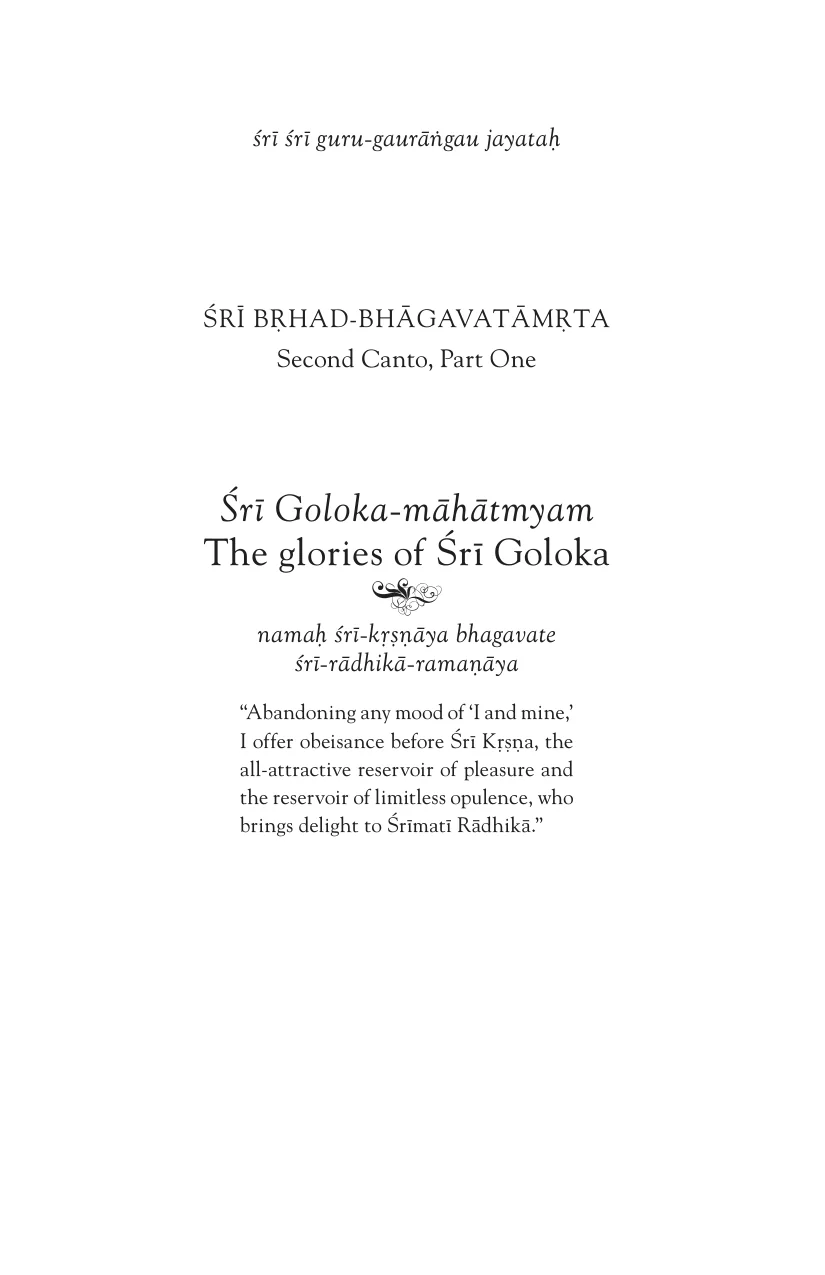 śrī śrī guru-gaurāṅgau jayataḥ
ŚRĪ BṚHAD-BHĀGAVATĀMṚTA
Second Canto, Part One
Śrī Goloka-māhātmyam
The glories of Śrī Goloka
namaḥ śrī-kṛṣṇāya bhagavate
śrī-rādhikā-ramaṇāya
“Abandoning any mood of ‘I and mine,’
I offer obeisance before Śrī Kṛṣṇa, the
all-attractive reservoir of pleasure and
the reservoir of limitless opulence, who
brings delight to Śrīmatī Rādhikā.”